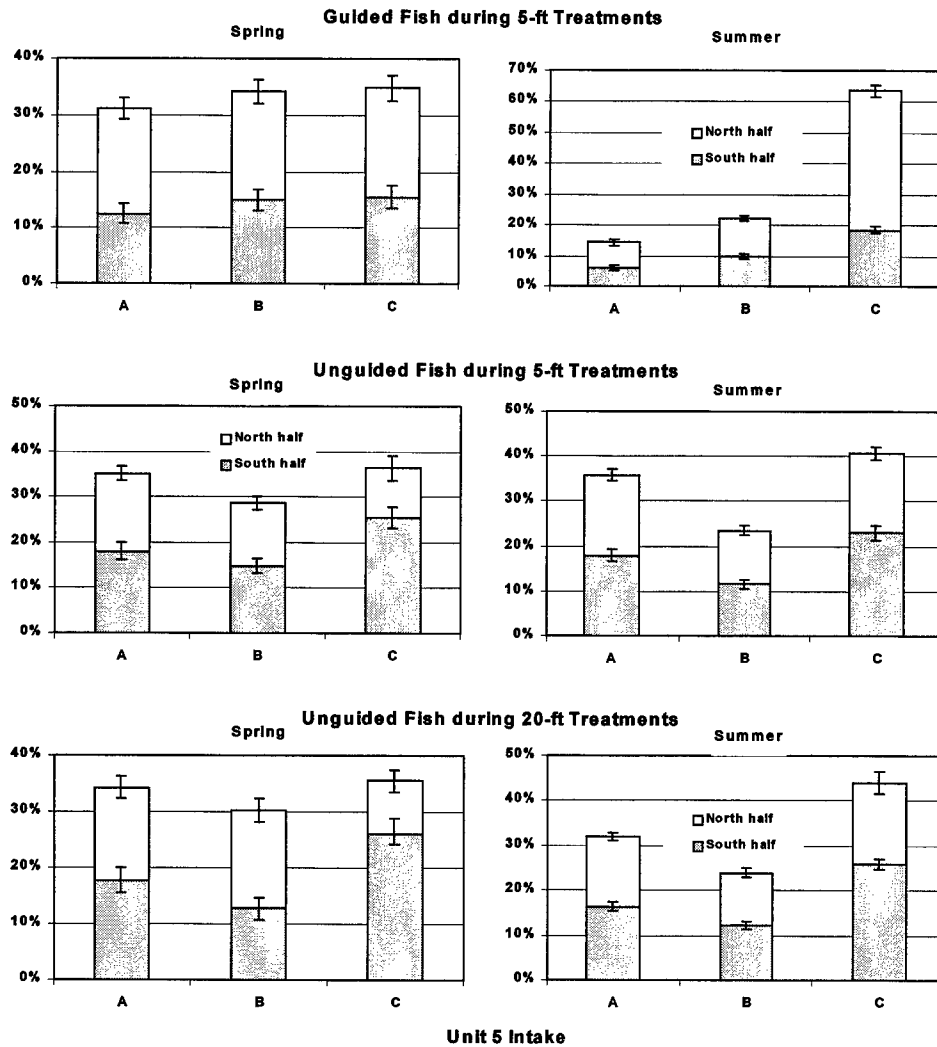 Guided Fish during 5-ft Treatments
Spring
40%
30%
20%
10%
0%
A B C
Summer
70%
60%
50%
40%
30%
20%
10%
0%
North half
South half
A B C
Unguided Fish during 5-ft Treatments
Spring
50%
40%
30%
20%
10%
0%
North half
South half
A B C
Summer
50%
40%
30%
20%
10%
0%
A B C
Unguided Fish during 20-ft Treatments
Spring
40%
30%
20%
10%
0%
A B C
Summer
50%
40%
30%
20%
10%
0%
North half
South half
A B C
Unit 5 Intake